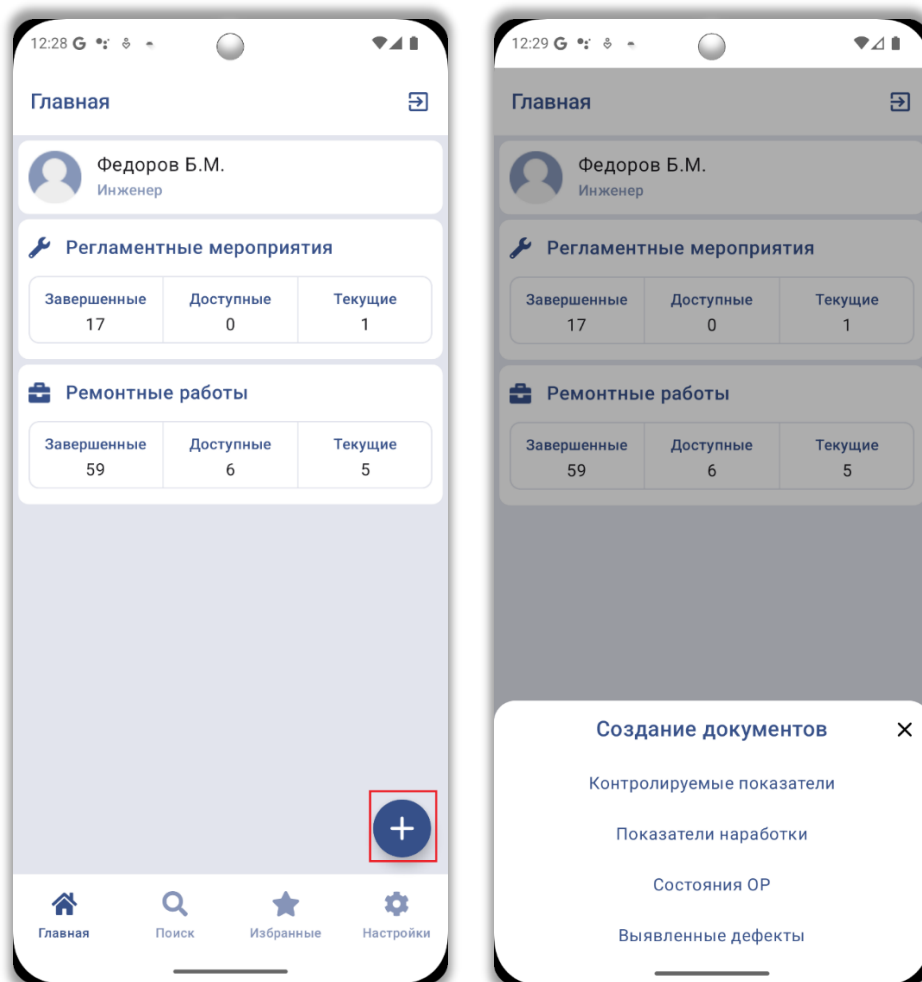 12:28 G
Главная
Федоров Б.М.
Инженер
Регламентные мероприятия
Завершенные Доступные Текущие
17 0 1
Ремонтные работы
Завершенные Доступные Текущие
59 6 5
Главная Поиск Избранные Настройки
12:29 G
Главная
Федоров Б.М.
Инженер
Регламентные мероприятия
Завершенные Доступные Текущие
17 0 1
Ремонтные работы
Завершенные Доступные Текущие
59 6 5
Создание документов
Контролируемые показатели
Показатели наработки
Состояния ОР
Выявленные дефекты